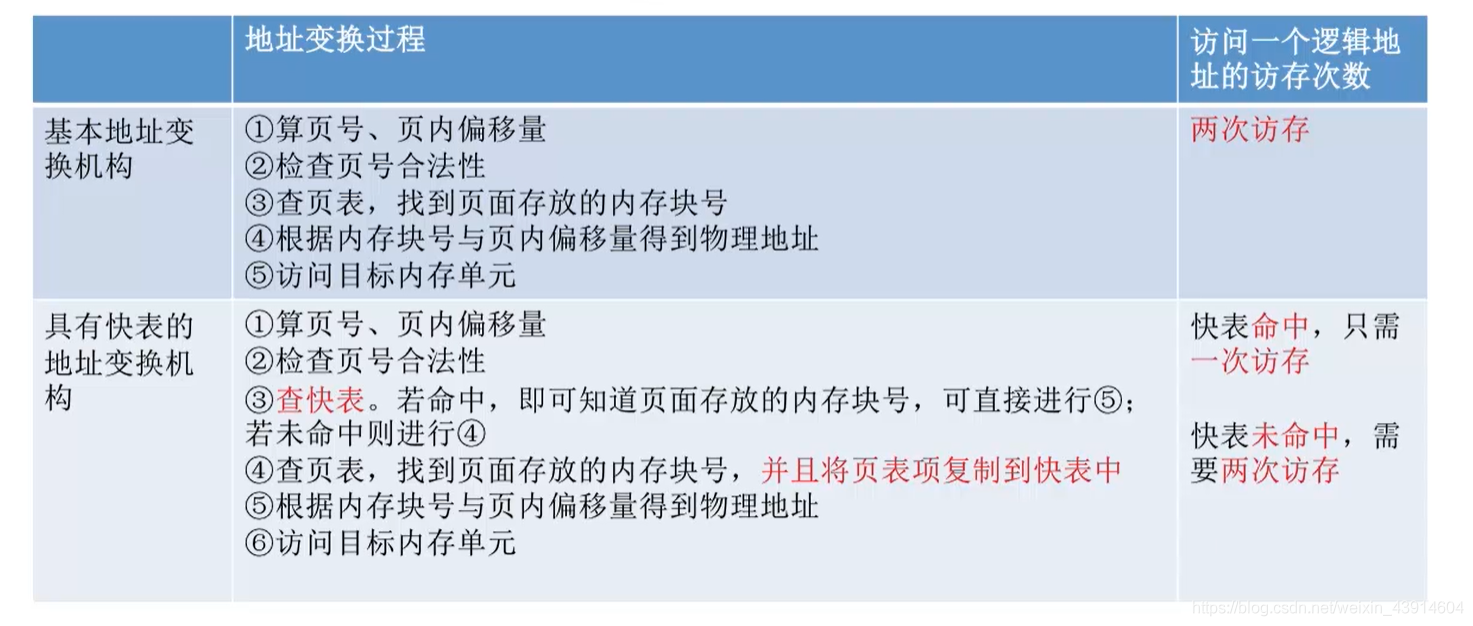 地址变换过程
访问一个逻辑地
址的访存次数
基本地址变
换机构
①算页号、页内偏移量
②检查页号合法性
③查页表，找到页面存放的内存块号
④根据内存块号与页内偏移量得到物理地址
⑤访问目标内存单元
两次访存
具有快表的
地址变换机
构
①算页号、页内偏移量
②检查页号合法性
③查快表。若命中，即可知道页面存放的内存块号，可直接进行⑤；
若未命中则进行④
④查页表，找到页面存放的内存块号，并且将页表项复制到快表中
⑤根据内存块号与页内偏移量得到物理地址
⑥访问目标内存单元
快表命中，只需
一次访存
快表未命中，需
要两次访存
https://blog.csdn.net/weixin_43914604